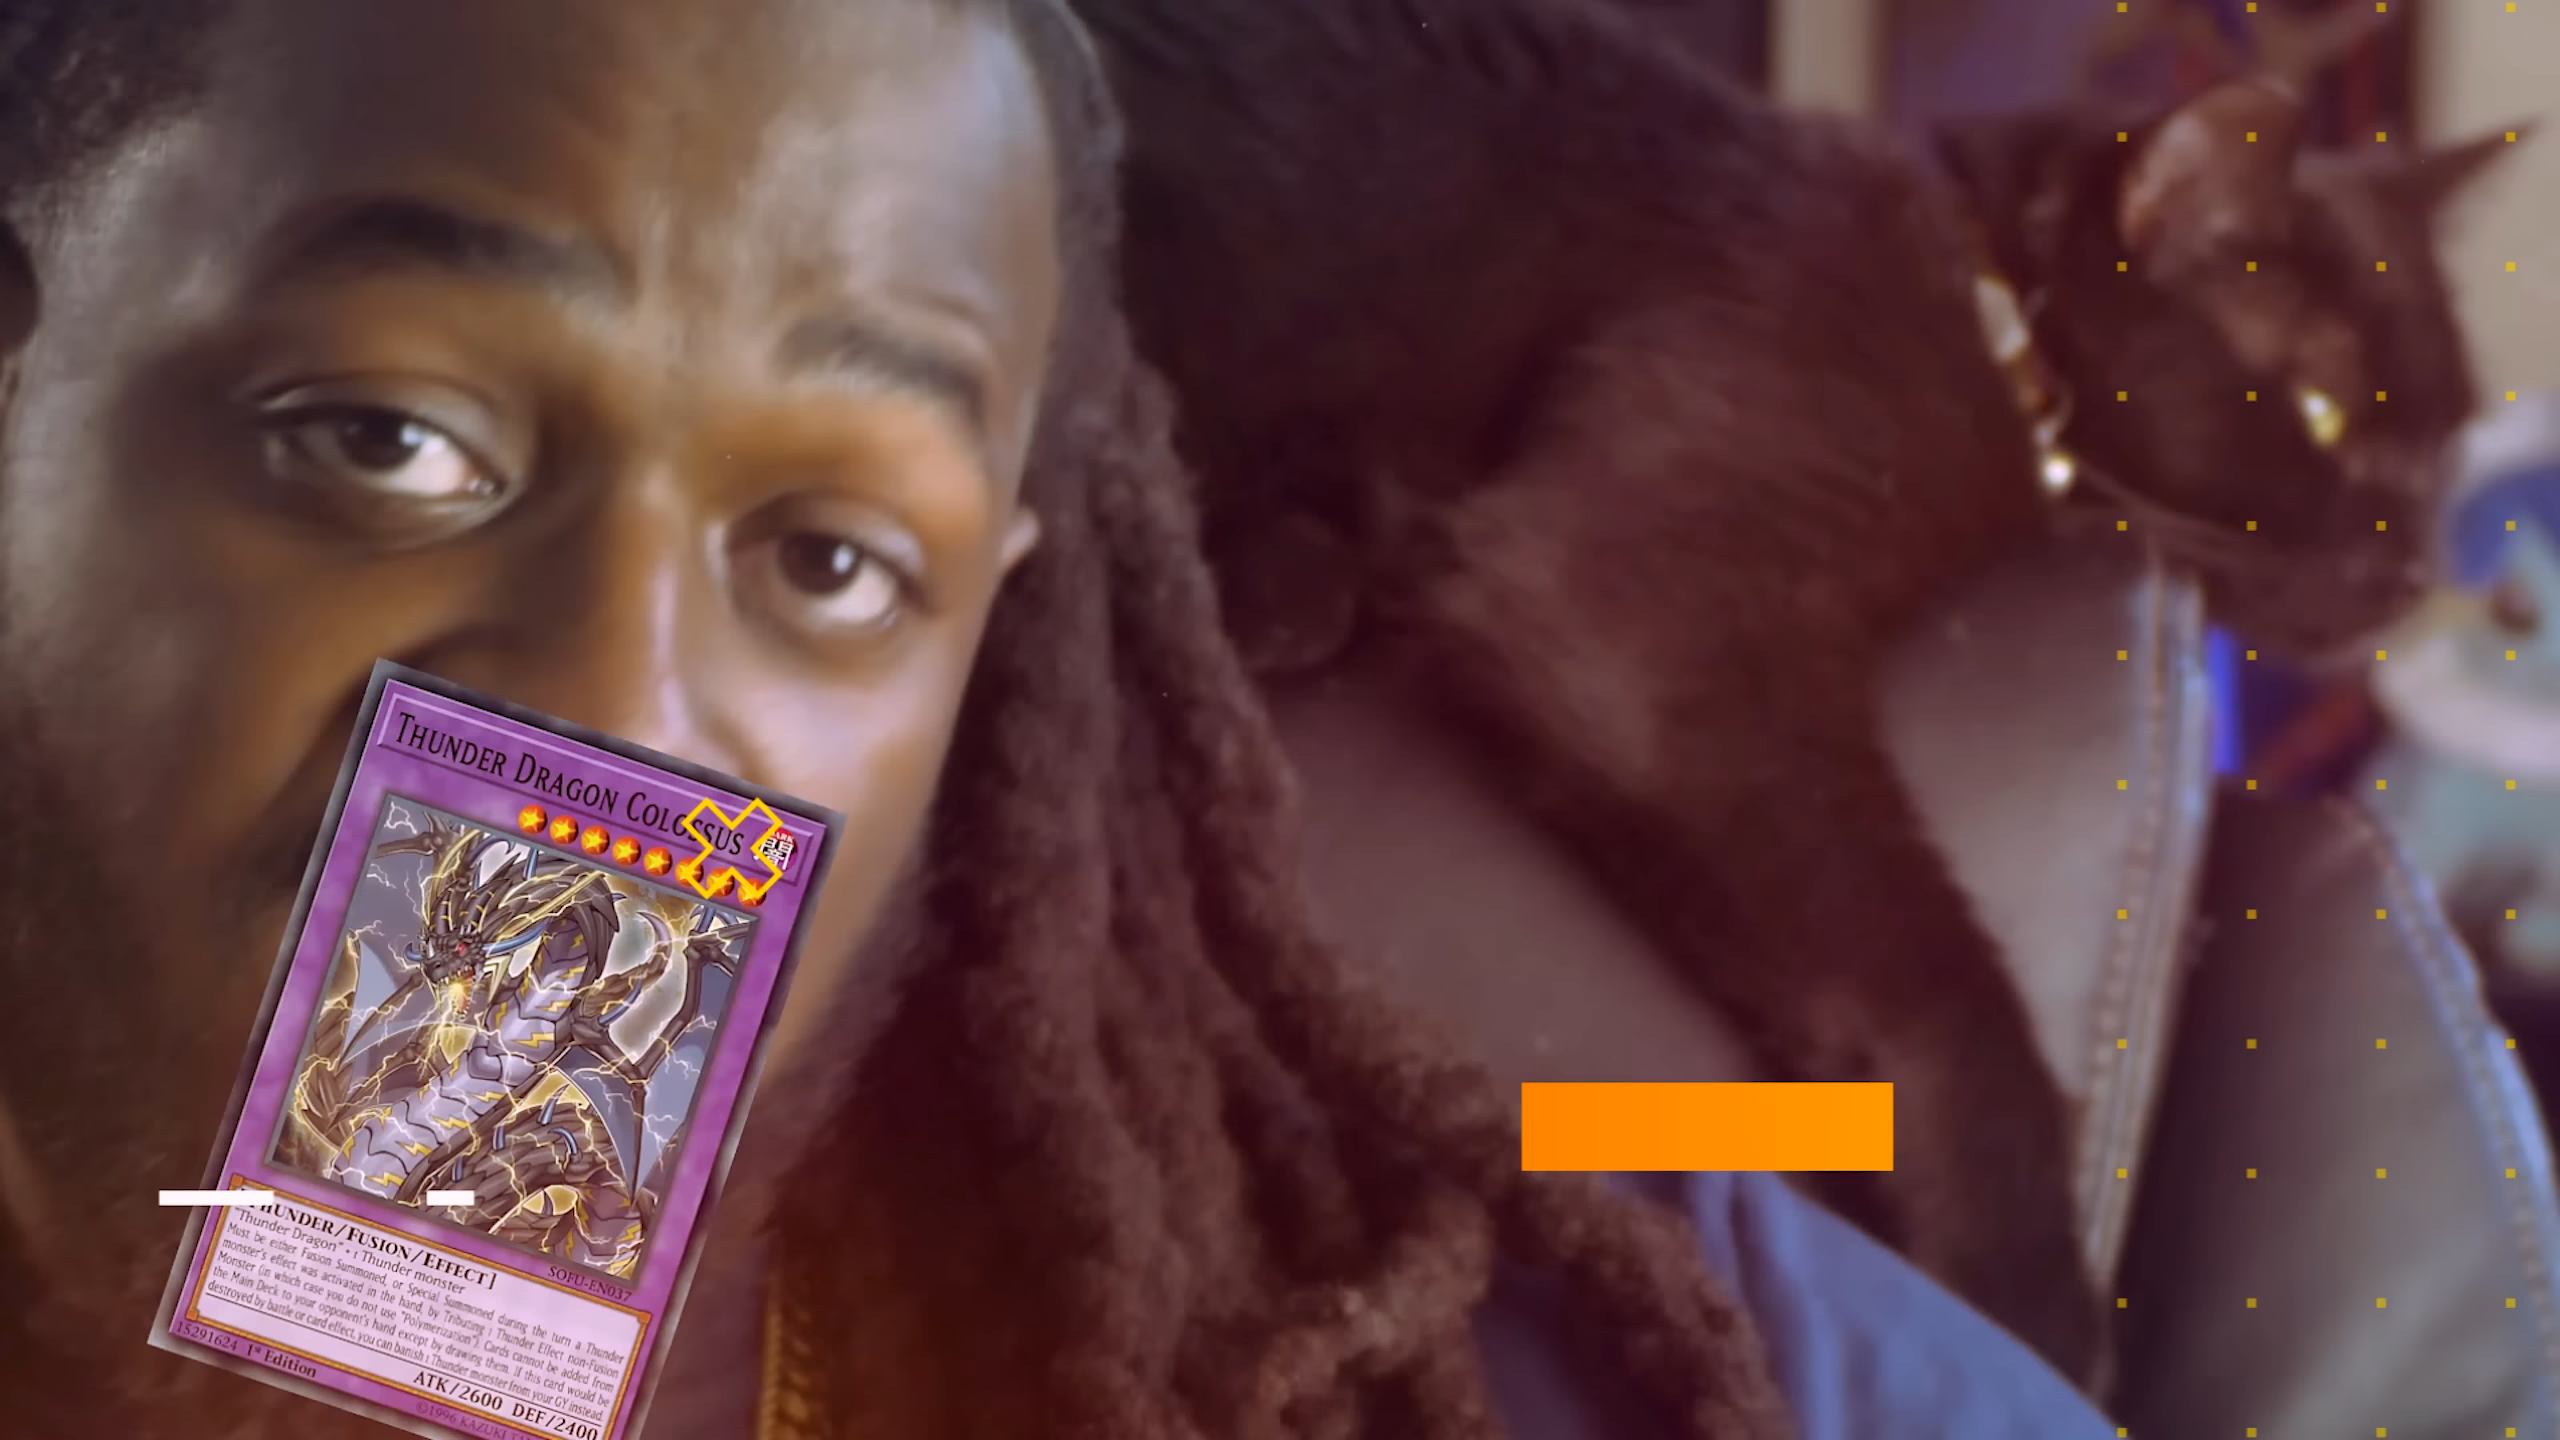 THUNDER DRAGON COLOSSUS
SOFU-EN037
THUNDER/FUSION/EFFECT]
"Thunder Dragon" + 1 Thunder monster
Must be either Fusion Summoned, or Special Summoned during the turn a Thunder
monster's effect was activated in the hand, by Tributing 1 Thunder Effect non-Fusion
Monster (in which case you do not use "Polymerization"). Cards cannot be added from
the Main Deck to your opponent's hand except by drawing them. If this card would be
destroyed by battle or card effect, you can banish 1 Thunder monster from your GY instead.
ATK/2600 DEF/2400
15291624 1st Edition
©1996 KAZUKI